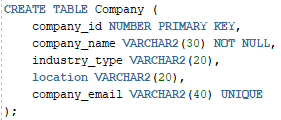 CREATE TABLE Company (
    company_id NUMBER PRIMARY KEY,
    company_name VARCHAR2(30) NOT NULL,
    industry_type VARCHAR2(20),
    location VARCHAR2(20),
    company_email VARCHAR2(40) UNIQUE
);